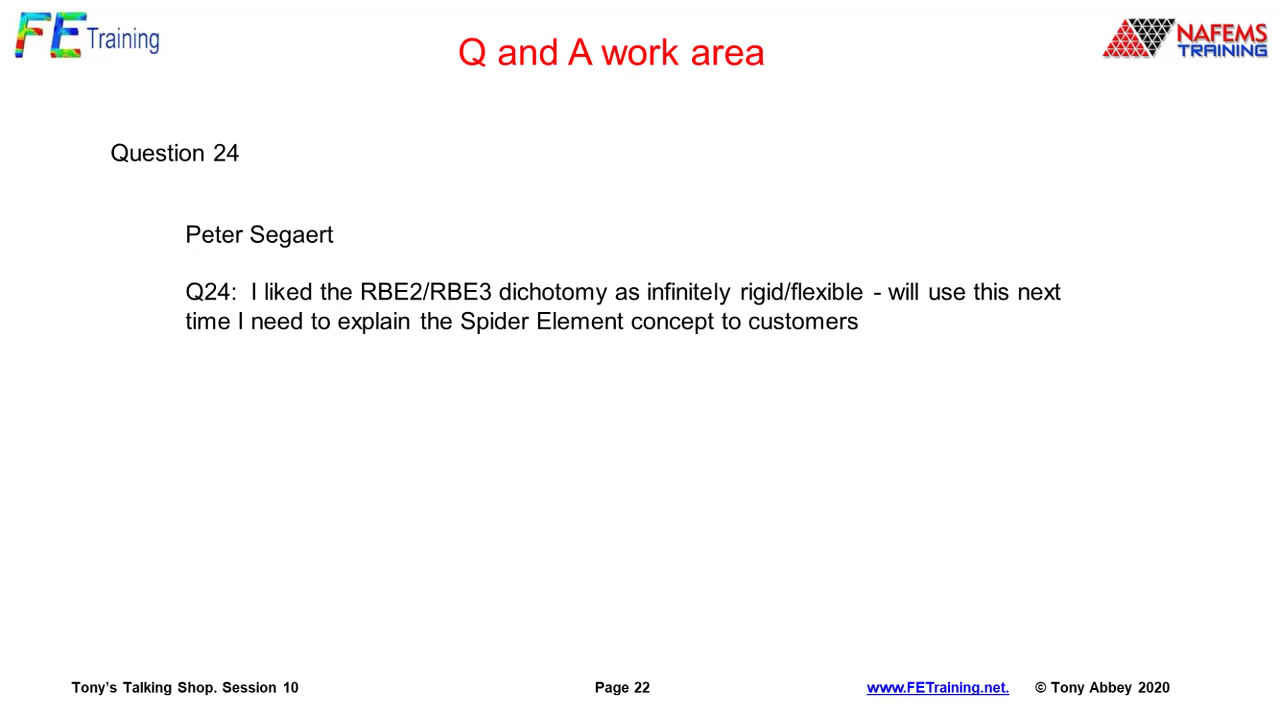 FE Training
Q and A work area
NAFEMS
TRAINING
Question 24
Peter Segaert
Q24: I liked the RBE2/RBE3 dichotomy as infinitely rigid/flexible - will use this next
time I need to explain the Spider Element concept to customers
Tony's Talking Shop. Session 10
Page 22
www.FETraining.net.
© Tony Abbey 2020